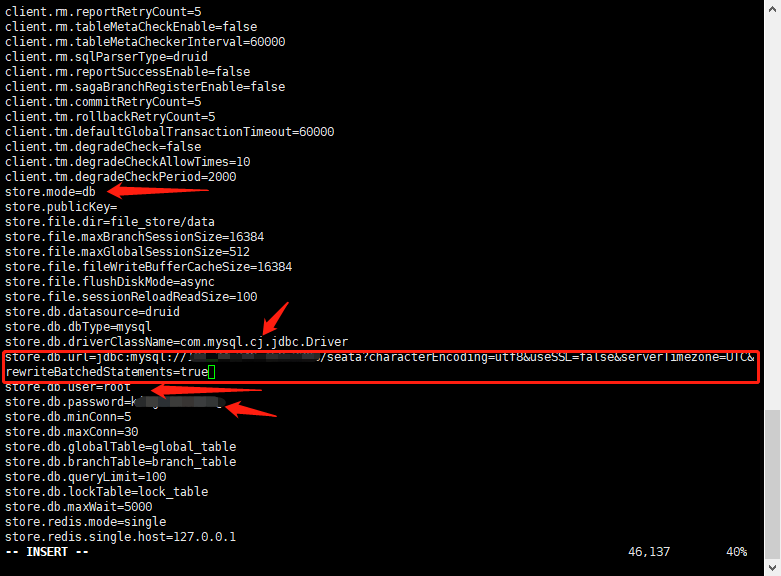 client.rm.reportRetryCount=5
client.rm.tableMetaCheckEnable=false
client.rm.tableMetaCheckerInterval=60000
client.rm.sqlParserType=druid
client.rm.reportSuccessEnable=false
client.rm.sagaBranchRegisterEnable=false
client.tm.commitRetryCount=5
client.tm.rollbackRetryCount=5
client.tm.defaultGlobalTransactionTimeout=60000
client.tm.degradeCheck=false
client.tm.degradeCheckAllowTimes=10
client.tm.degradeCheckPeriod=2000
store.mode=db
store.publicKey=
store.file.dir=file_store/data
store.file.maxBranchSessionSize=16384
store.file.maxGlobalSessionSize=512
store.file.fileWriteBufferCacheSize=16384
store.file.flushDiskMode=async
store.file.sessionReloadReadSize=100
store.db.datasource=druid
store.db.dbType=mysql
store.db.driverClassName=com.mysql.cj.jdbc.Driver
store.db.url=jdbc:mysql:// /seata?characterEncoding=utf8&useSSL=false&serverTimezone=UTC&
rewriteBatchedStatements=true
store.db.user=root
store.db.password=
store.db.minConn=5
store.db.maxConn=30
store.db.globalTable=global_table
store.db.branchTable=branch_table
store.db.queryLimit=100
store.db.lockTable=lock_table
store.db.maxWait=5000
store.redis.mode=single
store.redis.single.host=127.0.0.1
-- INSERT -- 46,137 40%